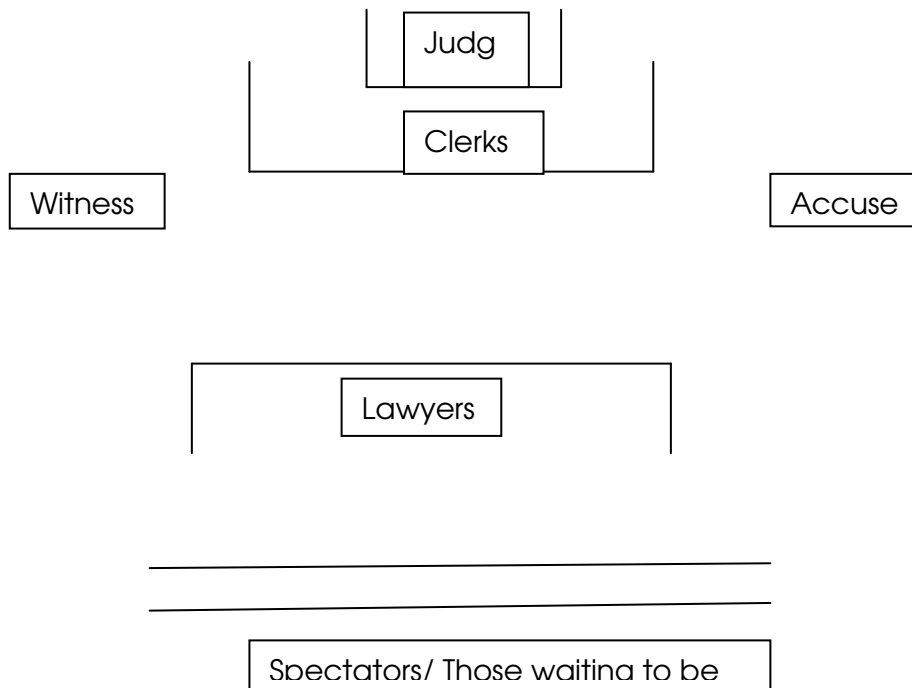 Judg
Clerks
Witness
Accuse
Lawyers
Spectators/ Those waiting to be